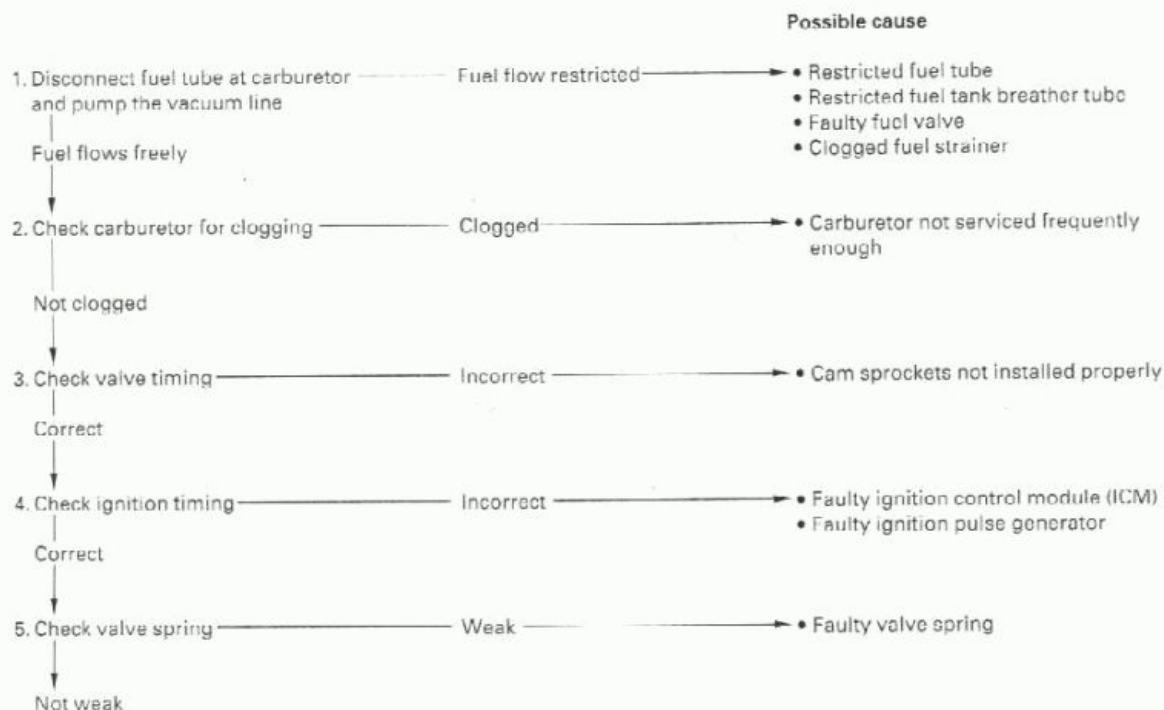 Possible cause
1. Disconnect fuel tube at carburetor
and pump the vacuum line
Fuel flow restricted
• Restricted fuel tube
• Restricted fuel tank breather tube
• Faulty fuel valve
• Clogged fuel strainer
Fuel flows freely
2. Check carburetor for clogging
Clogged
• Carburetor not serviced frequently
enough
Not clogged
3. Check valve timing
Incorrect
• Cam sprockets not installed properly
Correct
4. Check ignition timing
Incorrect
• Faulty ignition control module (ICM)
• Faulty ignition pulse generator
Correct
5. Check valve spring
Weak
• Faulty valve spring
Not weak